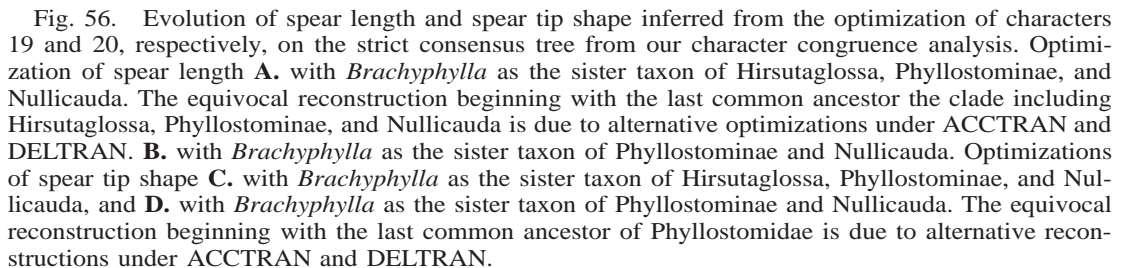 Fig. 56. Evolution of spear length and spear tip shape inferred from the optimization of characters
19 and 20, respectively, on the strict consensus tree from our character congruence analysis. Optimi-
zation of spear length A. with Brachyphylla as the sister taxon of Hirsutaglossa, Phyllostominae, and
Nullicauda. The equivocal reconstruction beginning with the last common ancestor the clade including
Hirsutaglossa, Phyllostominae, and Nullicauda is due to alternative optimizations under ACCTRAN and
DELTRAN. B. with Brachyphylla as the sister taxon of Phyllostominae and Nullicauda. Optimizations
of spear tip shape C. with Brachyphylla as the sister taxon of Hirsutaglossa, Phyllostominae, and Nul-
licauda, and D. with Brachyphylla as the sister taxon of Phyllostominae and Nullicauda. The equivocal
reconstruction beginning with the last common ancestor of Phyllostomidae is due to alternative recon-
structions under ACCTRAN and DELTRAN.